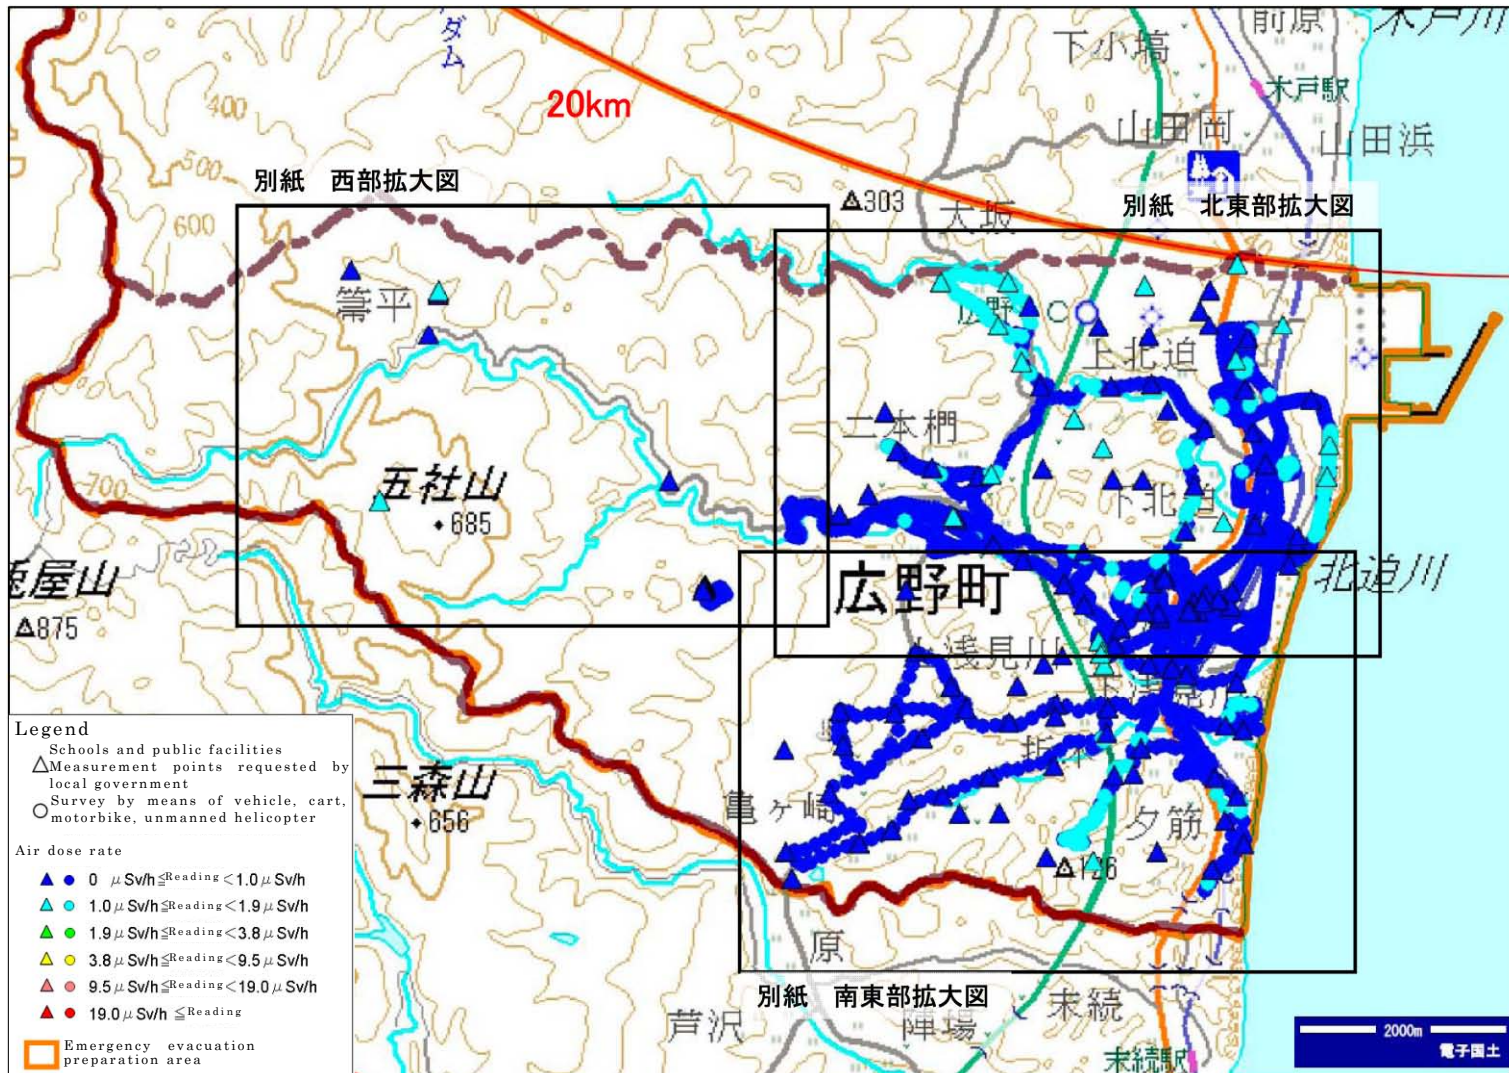 ダム
前原
木戸川
下小塙
木戸駅
400
20km
山田岡
山田浜
500
別紙 西部拡大図
600
303
大坂
別紙 北東部拡大図
箒平
広野
C
上北迫
二本椚
五社山
700
685
下北迫
広野町
北迫川
875
浅見川
三森山
656
亀ヶ崎
夕筋
126
原
別紙 南東部拡大図
芦沢
陣場
末続
末続駅
Legend
Schools and public facilities
Measurement points requested by
local government
Survey by means of vehicle, cart,
motorbike, unmanned helicopter
Air dose rate
0 μSv/h≦Reading<1.0μSv/h
1.0μSv/h≦Reading<1.9μSv/h
1.9μSv/h≦Reading<3.8μSv/h
3.8μSv/h≦Reading<9.5μSv/h
9.5μSv/h≦Reading<19.0μSv/h
19.0μSv/h ≦Reading
Emergency evacuation
preparation area
2000m
電子国土